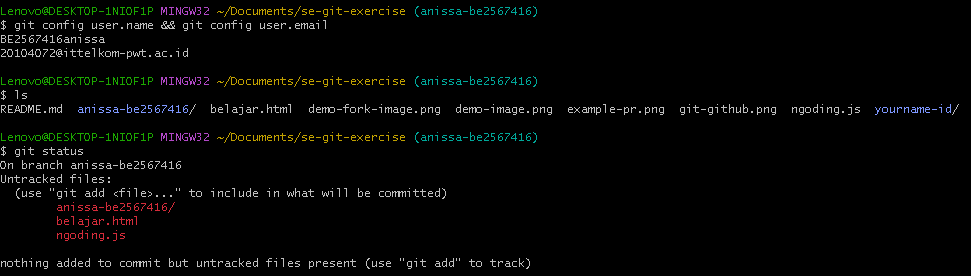 Lenovo@DESKTOP-1NIOF1P MINGW32 ~/Documents/se-git-exercise (anissa-be2567416)
$ git config user.name && git config user.email
BE2567416anissa
20104072@ittelkom-pwt.ac.id
Lenovo@DESKTOP-1NIOF1P MINGW32 ~/Documents/se-git-exercise (anissa-be2567416)
$ ls
README.md  anissa-be2567416/  belajar.html  demo-fork-image.png  demo-image.png  example-pr.png  git-github.png  ngoding.js  yourname-id/
Lenovo@DESKTOP-1NIOF1P MINGW32 ~/Documents/se-git-exercise (anissa-be2567416)
$ git status
On branch anissa-be2567416
Untracked files:
  (use "git add <file>..." to include in what will be committed)
        anissa-be2567416/
        belajar.html
        ngoding.js
nothing added to commit but untracked files present (use "git add" to track)